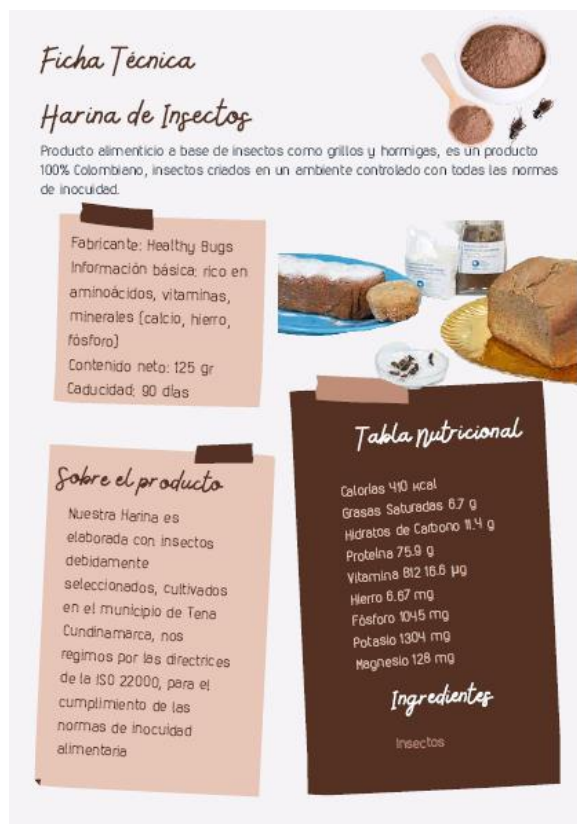 Ficha Técnica
Harina de Insectos
Producto alimenticio a base de insectos como grillos y hormigas, es un producto
100% Colombiano, insectos criados en un ambiente controlado con todas las normas
de inocuidad.
Fabricante: Healthy Bugs
Información básica: rico en
aminoácidos, vitaminas,
minerales (calcio, hierro,
fósforo)
Contenido neto: 125 gr
Caducidad: 90 días
Sobre el producto
Nuestra Harina es
elaborada con insectos
debidamente
seleccionados, cultivados
en el municipio de Tena
Cundinamarca, nos
regimos por las directrices
de la ISO 22000, para el
cumplimiento de las
normas de inocuidad
alimentaria
Tabla nutricional
Calorías 410 kcal
Grasas Saturadas 6.7 g
Hidratos de Carbono 11.4 g
Proteína 75.9 g
Vitamina B12 16.6 µg
Hierro 6.67 mg
Fósforo 1045 mg
Potasio 1304 mg
Magnesio 128 mg
Ingredientes
Insectos